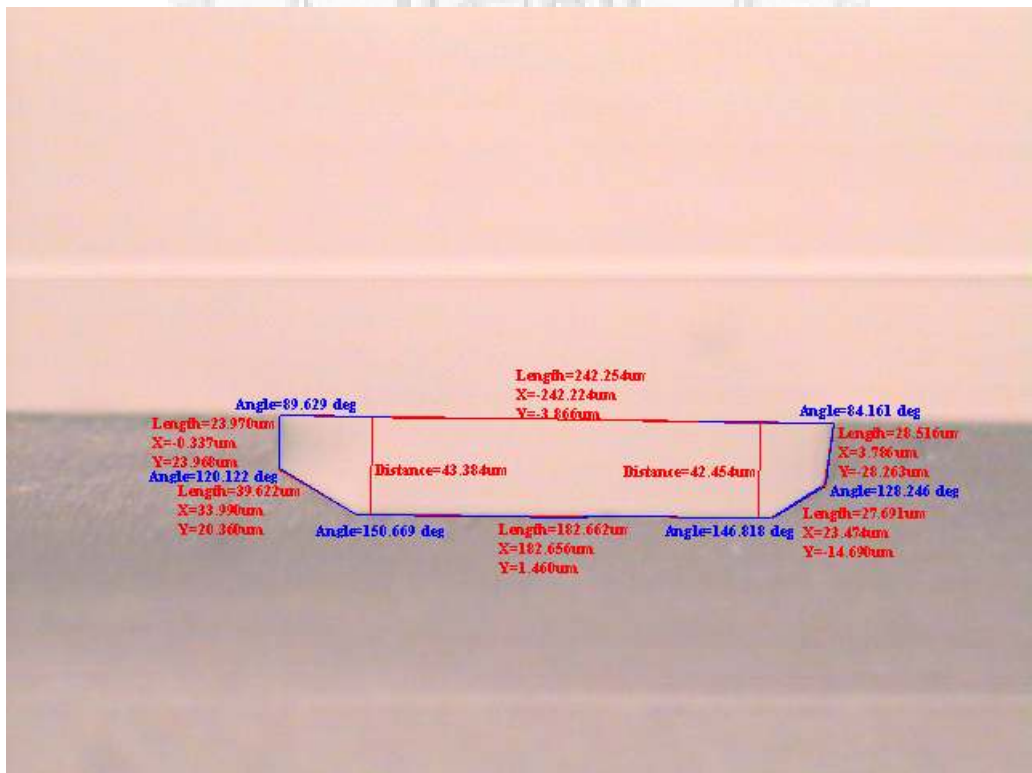 Length=242.254um
X=-242.224um
Y=-3.866um
Angle=89.629 deg
Angle=84.161 deg
Length=23.970um
X=-0.337um
Y=23.968um
Length=28.516um
X=3.786um
Y=-28.263um
Distance=43.384um
Distance=42.454um
Angle=120.122 deg
Angle=128.246 deg
Length=39.622um
X=33.990um
Y=20.360um
Length=27.691um
X=23.474um
Y=-14.690um
Angle=150.669 deg
Length=182.662um
X=182.656um
Y=1.460um
Angle=146.818 deg